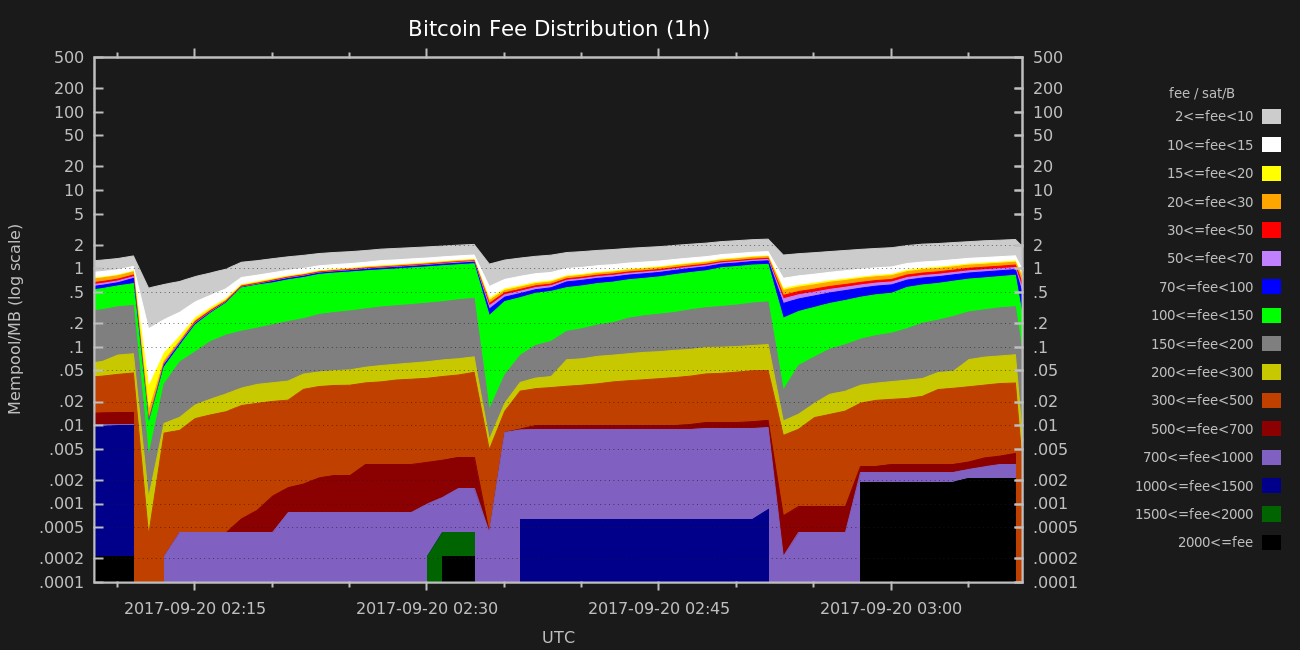 Bitcoin Fee Distribution (1h)
500 500
200 200
100 100
50 50
20 20
10 10
5 5
2 2
1 1
.5 .5
.2 .2
.1 .1
.05 .05
.02 .02
.01 .01
.005 .005
.002 .002
.001 .001
.0005 .0005
.0002 .0002
.0001 .0001
Mempool/MB (log scale)
2017-09-20 02:15 2017-09-20 02:30 2017-09-20 02:45 2017-09-20 03:00
UTC
fee / sat/B
2<=fee<10
10<=fee<15
15<=fee<20
20<=fee<30
30<=fee<50
50<=fee<70
70<=fee<100
100<=fee<150
150<=fee<200
200<=fee<300
300<=fee<500
500<=fee<700
700<=fee<1000
1000<=fee<1500
1500<=fee<2000
2000<=fee